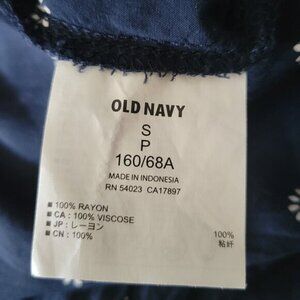 OLD NAVY
S
P
160/68A
MADE IN INDONESIA
RN 54023 CA17897
■ 100% RAYON
■ CA : 100% VISCOSE
■ JP : レーヨン 100%
■ CN : 100% 粘纤